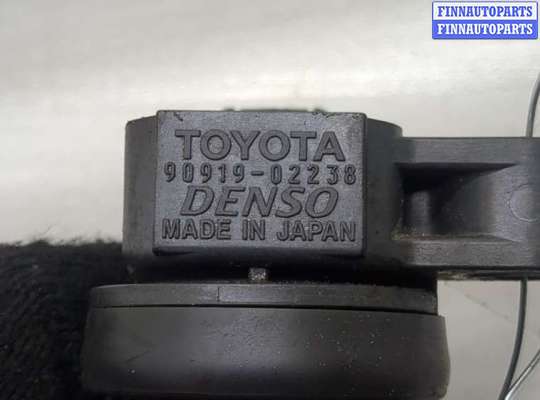 FINNAUTOPARTS
FINNAUTOPARTS
TOYOTA
90919-02238
DENSO
MADE IN JAPAN